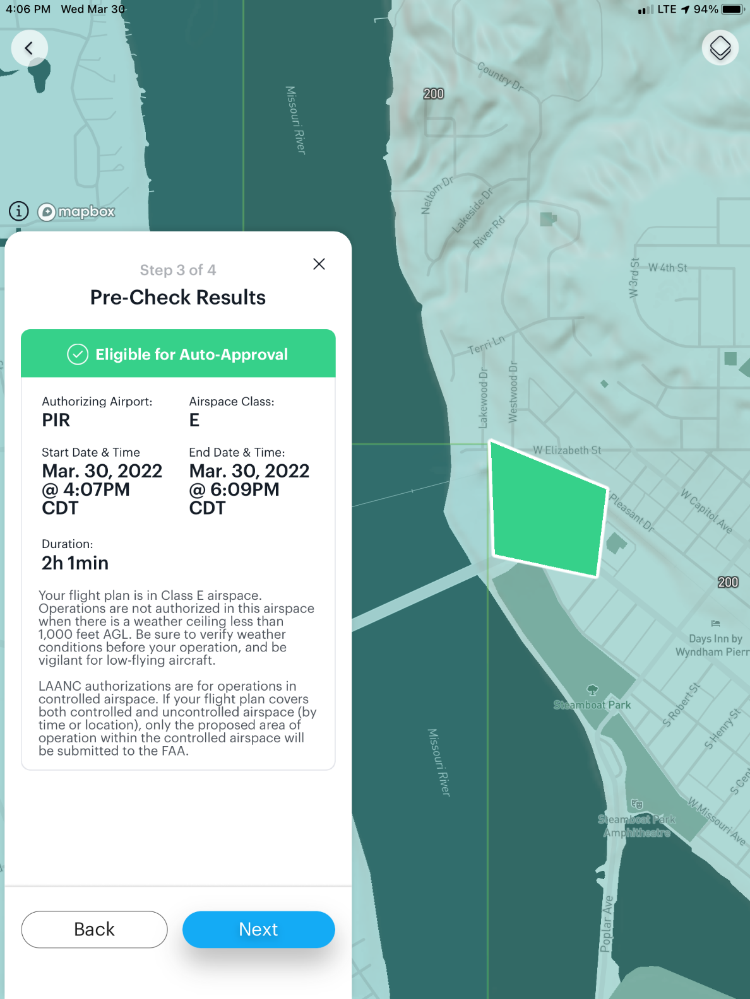 4:06 PM Wed Mar 30
LTE 94%
Country Dr
200
Missouri River
Neltom Dr
Lakeside Dr
River Rd
mapbox
W 3rd St
W 4th St
Step 3 of 4
Pre-Check Results
Eligible for Auto-Approval
Authorizing Airport:
PIR
Airspace Class:
E
Start Date & Time
Mar. 30, 2022
@ 4:07PM
CDT
End Date & Time:
Mar. 30, 2022
@ 6:09PM
CDT
Duration:
2h 1min
Your flight plan is in Class E airspace.
Operations are not authorized in this airspace
when there is a weather ceiling less than
1,000 feet AGL. Be sure to verify weather
conditions before your operation, and be
vigilant for low-flying aircraft.
LAANC authorizations are for operations in
controlled airspace. If your flight plan covers
both controlled and uncontrolled airspace (by
time or location), only the proposed area of
operation within the controlled airspace will
be submitted to the FAA.
Back
Next
Terri Ln
Lakewood Dr
Westwood Dr
W Elizabeth St
Pleasant Dr
W Capitol Ave
200
Days Inn by
Wyndham Pierr
Steamboat Park
S Robert St
S Henry St
S Cent
Missouri River
Steamboat Park
Amphitheatre
W Missouri Ave
Poplar Ave